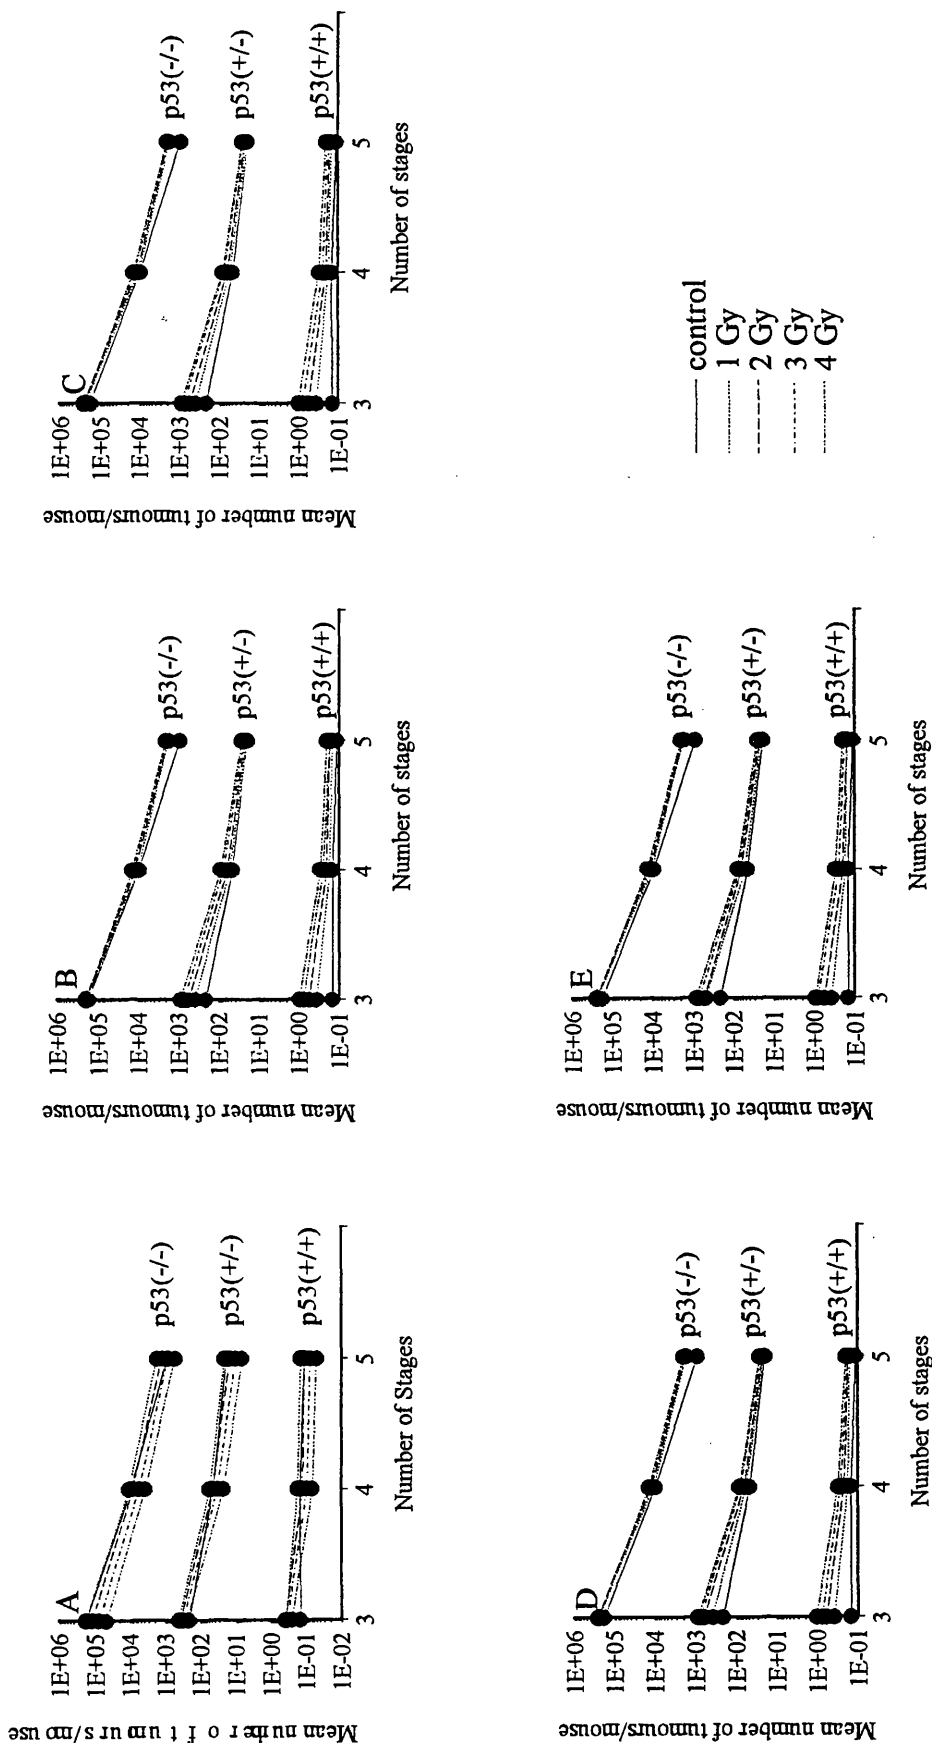 A
Mean number of tumours/mouse
1E+06
1E+05
1E+04
1E+03
1E+02
1E+01
1E+00
1E-01
1E-02
p53(-/-)
p53(+/-)
p53(+/+)
3
4
5
Number of Stages
B
Mean number of tumours/mouse
1E+06
1E+05
1E+04
1E+03
1E+02
1E+01
1E+00
1E-01
p53(-/-)
p53(+/-)
p53(+/+)
3
4
5
Number of stages
C
Mean number of tumours/mouse
1E+06
1E+05
1E+04
1E+03
1E+02
1E+01
1E+00
1E-01
p53(-/-)
p53(+/-)
p53(+/+)
3
4
5
Number of stages
D
Mean number of tumours/mouse
1E+06
1E+05
1E+04
1E+03
1E+02
1E+01
1E+00
1E-01
p53(-/-)
p53(+/-)
p53(+/+)
3
4
5
Number of stages
E
Mean number of tumours/mouse
1E+06
1E+05
1E+04
1E+03
1E+02
1E+01
1E+00
1E-01
p53(-/-)
p53(+/-)
p53(+/+)
3
4
5
Number of stages
control
1 Gy
2 Gy
3 Gy
4 Gy